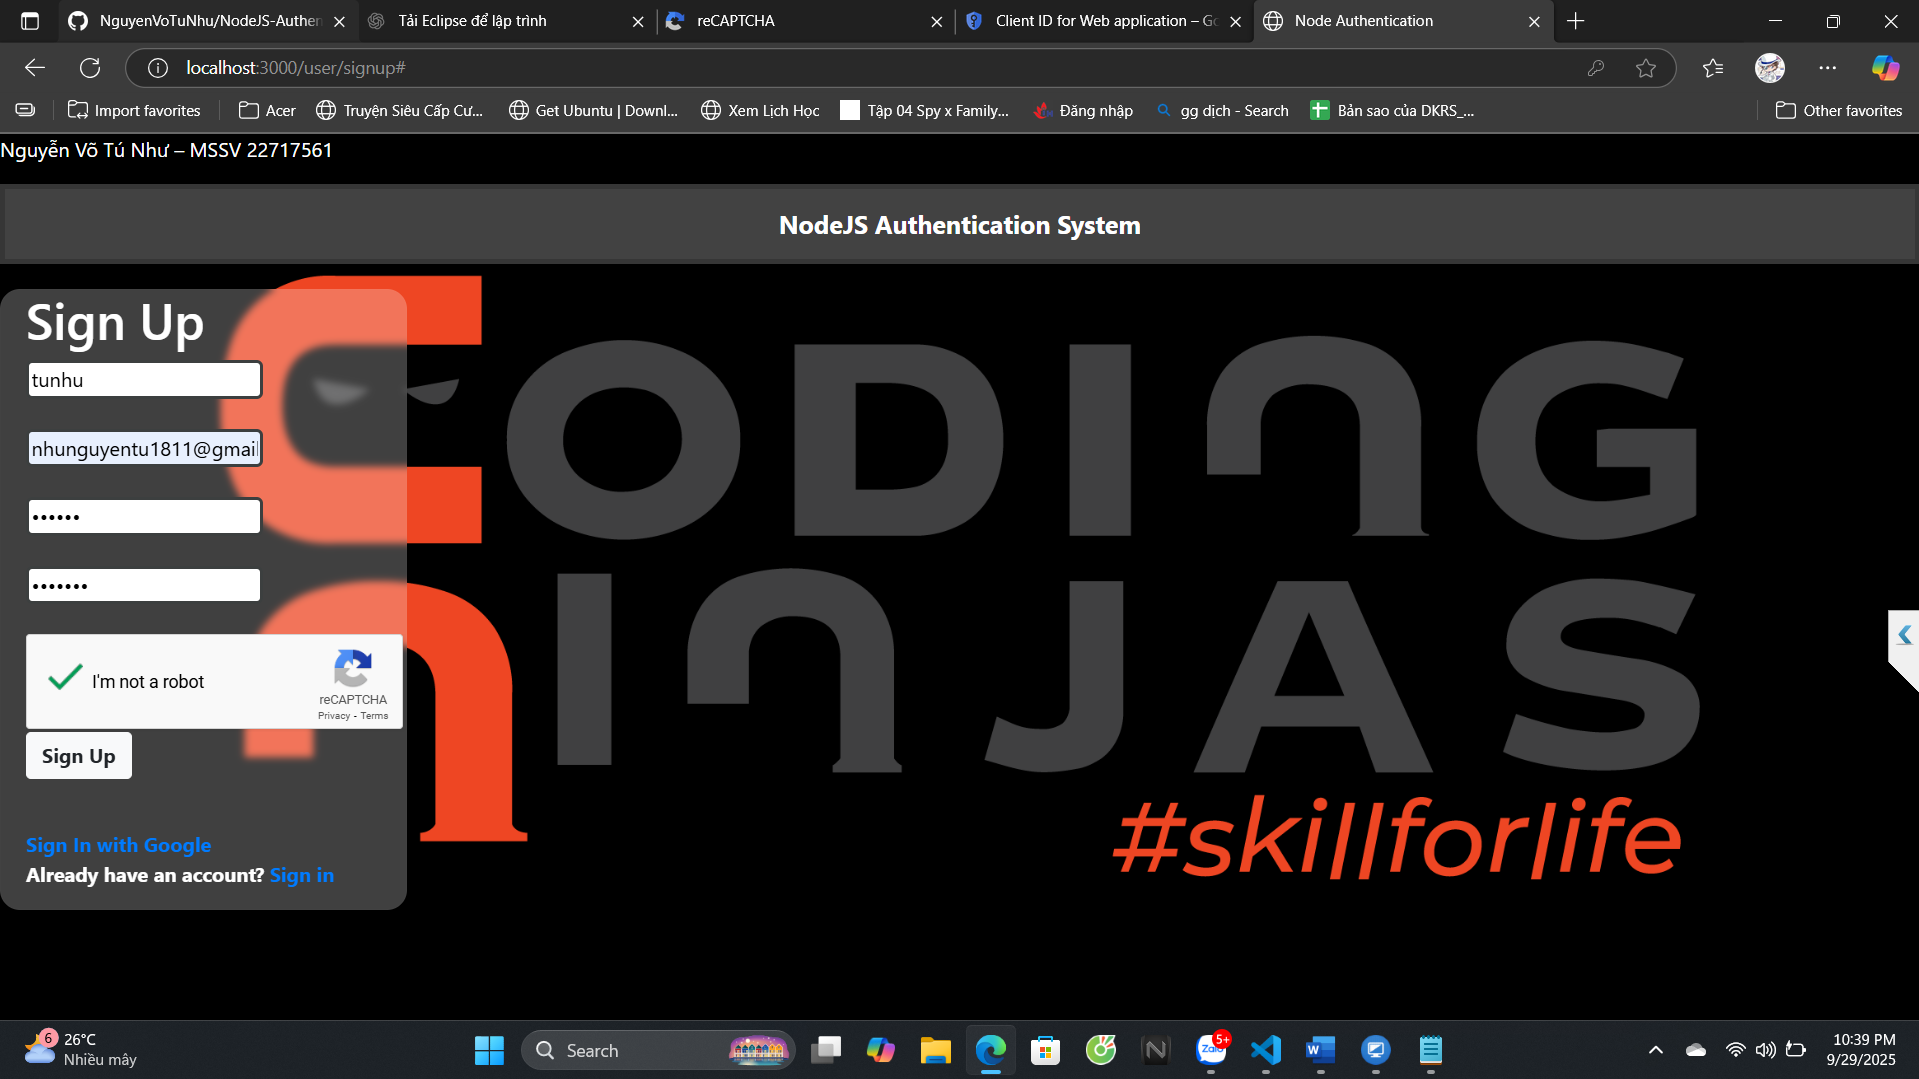 NguyenVoTuNhu/NodeJS-Authen
Tải Eclipse để lập trình
reCAPTCHA
Client ID for Web application – Go
Node Authentication
localhost:3000/user/signup#
Import favorites
Acer
Truyện Siêu Cấp Cư...
Get Ubuntu | Downl...
Xem Lịch Học
Tập 04 Spy x Family...
Đăng nhập
gg dịch - Search
Bản sao của DKRS_...
Other favorites
Nguyễn Võ Tú Như – MSSV 22717561
NodeJS Authentication System
CODING
NINJAS
#skillforlife
Sign Up
tunhu
nhunguyentu1811@gmail
••••••
•••••••
I'm not a robot
reCAPTCHA
Privacy - Terms
Sign Up
Sign In with Google
Already have an account? Sign in
6
26°C
Nhiều mây
Search
Zalo
5+
10:39 PM
9/29/2025